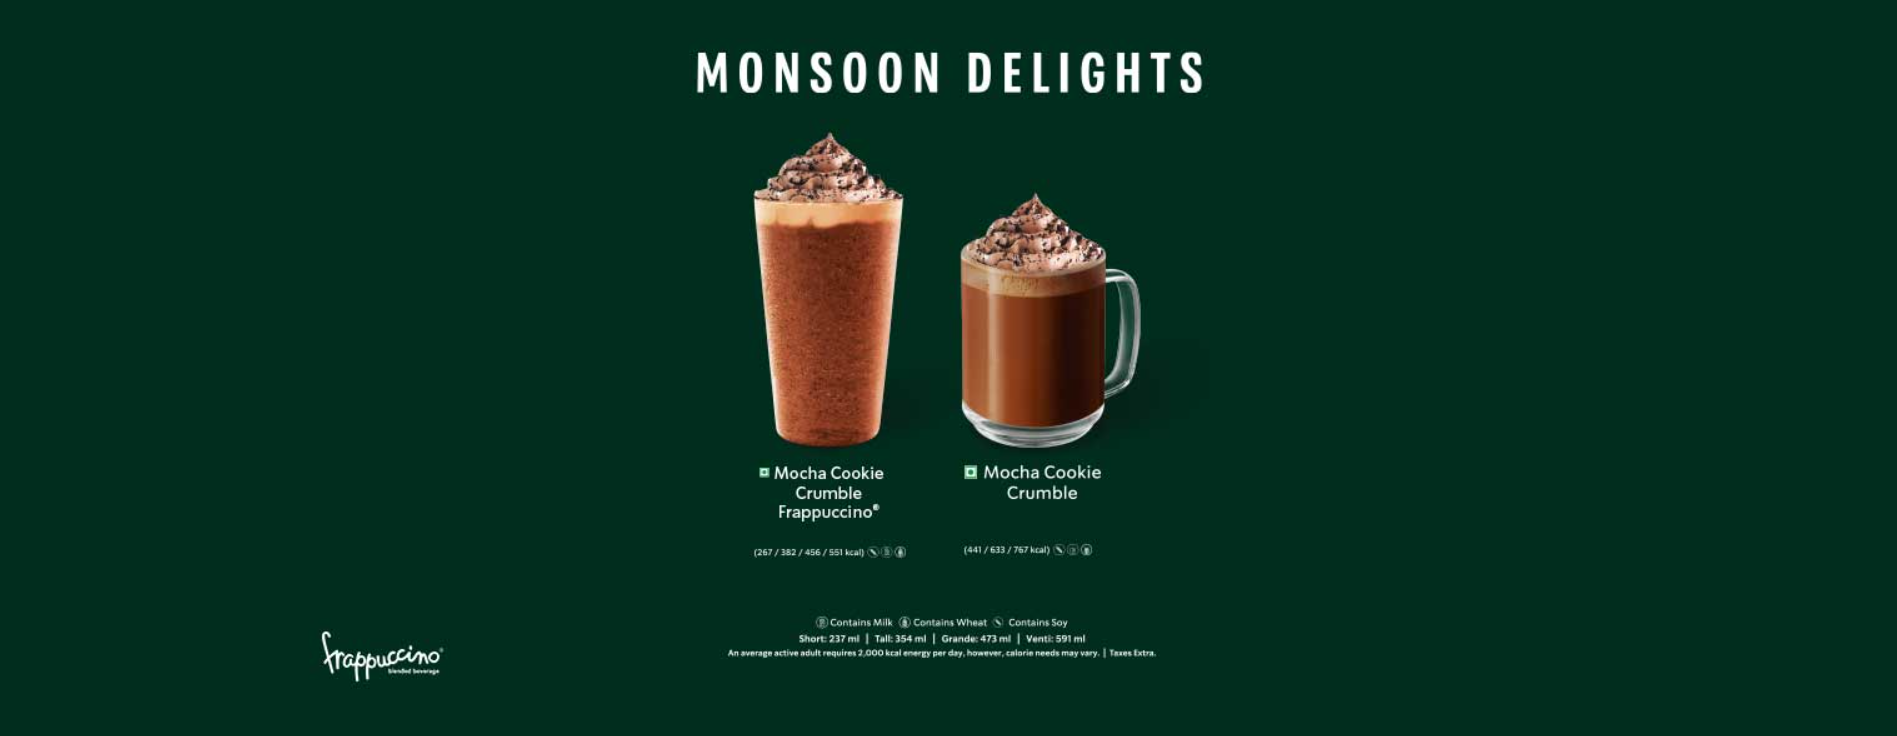 MONSOON DELIGHTS
Mocha Cookie
Crumble
Frappuccino®
(267 / 382 / 456 / 551 kcal)
Mocha Cookie
Crumble
(441 / 633 / 767 kcal)
Contains Milk Contains Wheat Contains Soy
Short: 237 ml | Tall: 354 ml | Grande: 473 ml | Venti: 591 ml
An average active adult requires 2,000 kcal energy per day, however, calorie needs may vary. | Taxes Extra.
frappuccino®
blended beverage